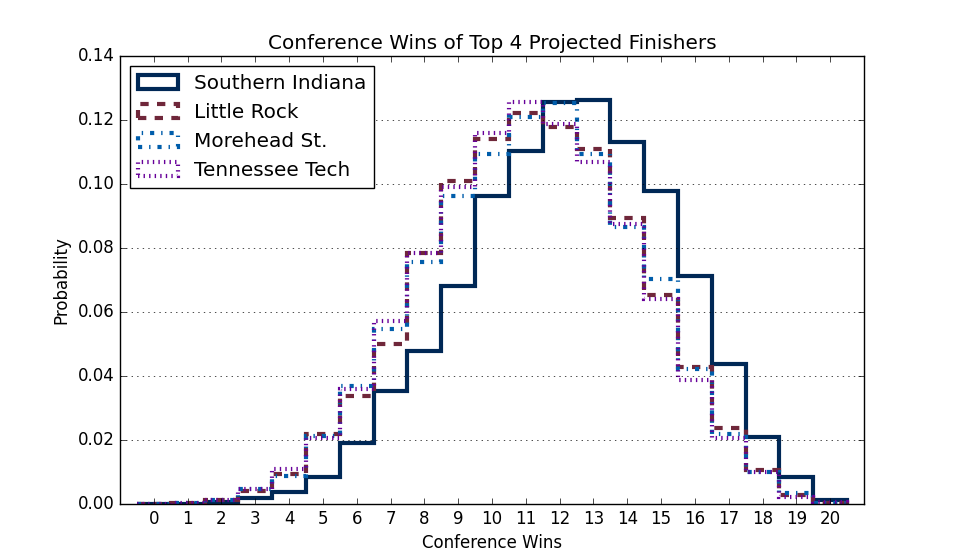 Conference Wins of Top 4 Projected Finishers
0.14
0.12
0.10
0.08
0.06
0.04
0.02
0.00
Probability
Southern Indiana
Little Rock
Morehead St.
Tennessee Tech
0 1 2 3 4 5 6 7 8 9 10 11 12 13 14 15 16 17 18 19 20
Conference Wins